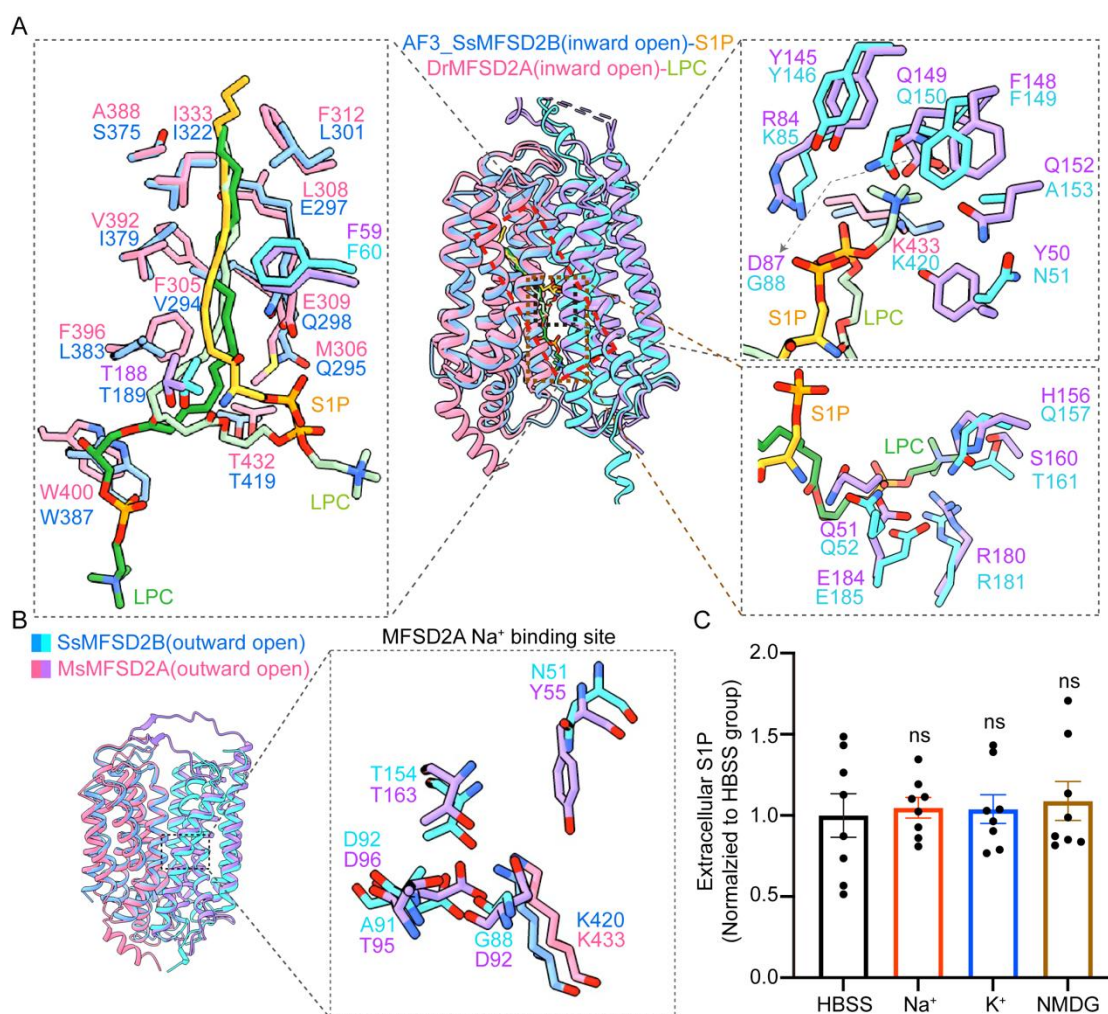 A
AF3_SsMFSD2B(inward open)-S1P
DrMFSD2A(inward open)-LPC
A388
S375
I333
I322
F312
L301
L308
E297
V392
I379
F59
F60
F305
V294
E309
Q298
F396
L383
M306
Q295
T188
T189
S1P
T432
T419
W400
W387
LPC
LPC
Y145
Y146
Q149
Q150
F148
F149
R84
K85
Q152
A153
K433
K420
D87
G88
Y50
N51
S1P
LPC
S1P
H156
Q157
LPC
S160
T161
Q51
Q52
R180
R181
E184
E185
B
SsMFSD2B(outward open)
MsMFSD2A(outward open)
MFSD2A Na⁺ binding site
N51
Y55
T154
T163
D92
D96
A91
T95
G88
D92
K420
K433
C
Extracellular S1P
(Normalzied to HBSS group)
2.0
1.5
1.0
0.5
0.0
ns
ns
ns
HBSS
Na⁺
K⁺
NMDG